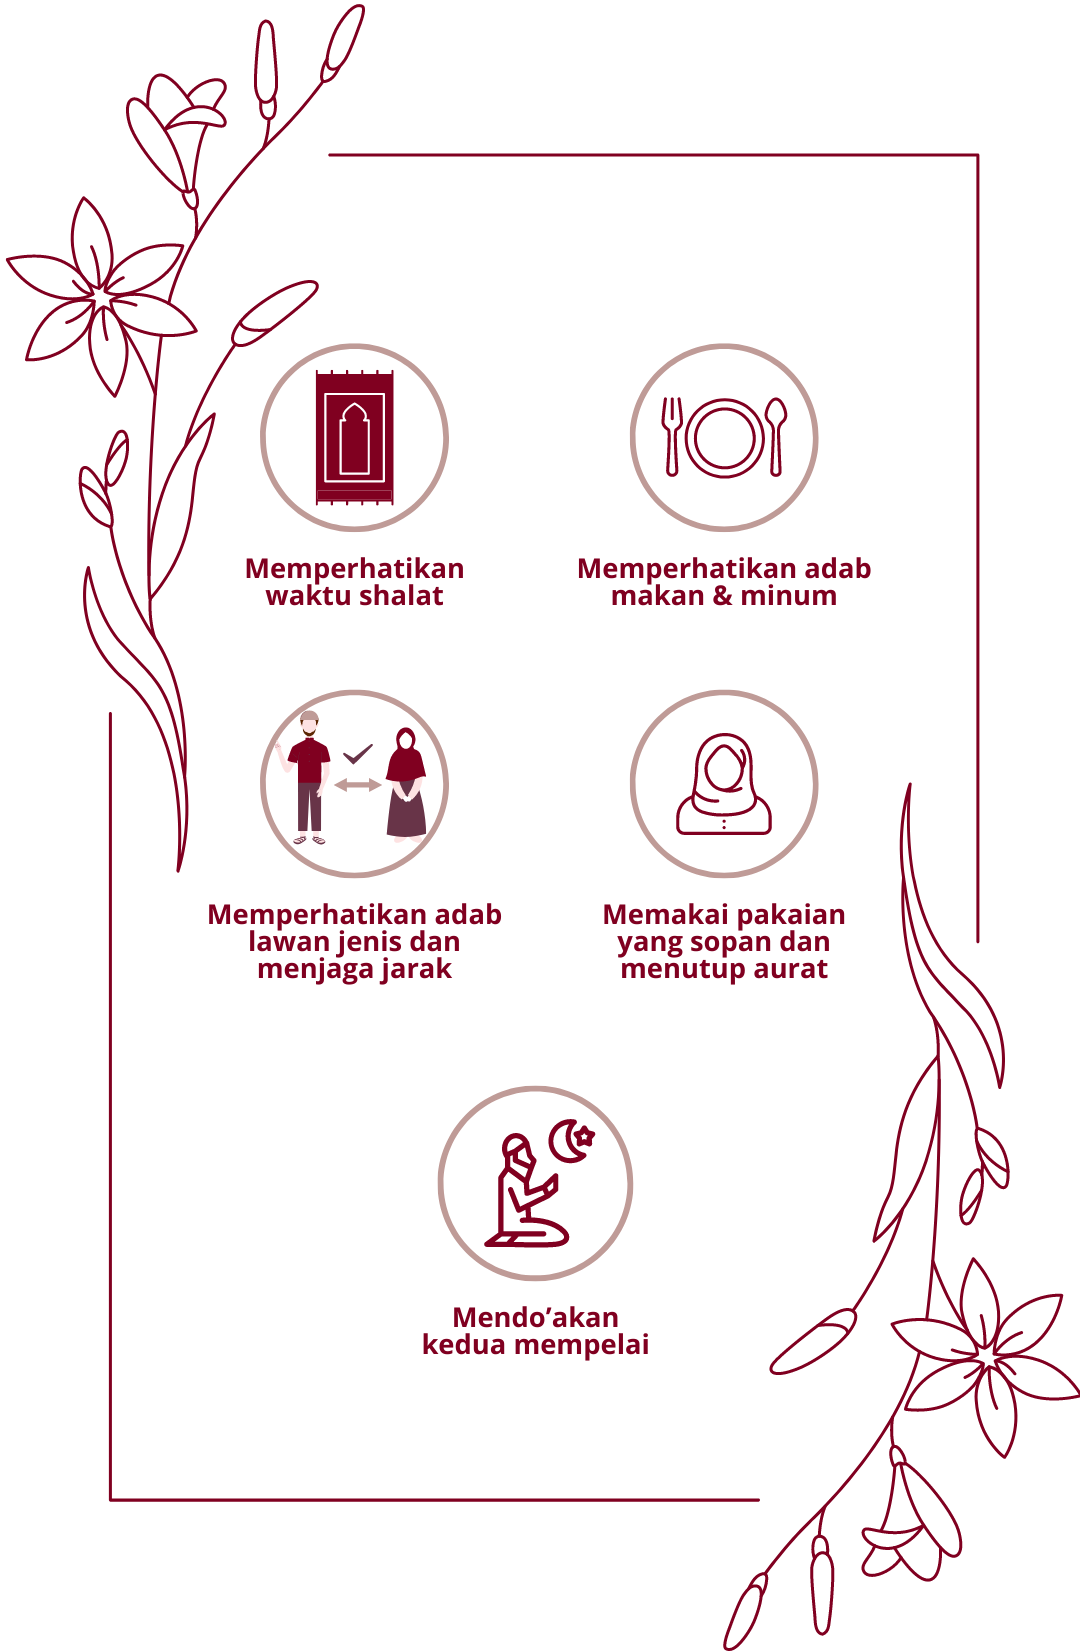 Memperhatikan
waktu shalat
Memperhatikan adab
makan & minum
Memperhatikan adab
lawan jenis dan
menjaga jarak
Memakai pakaian
yang sopan dan
menutup aurat
Mendo’akan
kedua mempelai